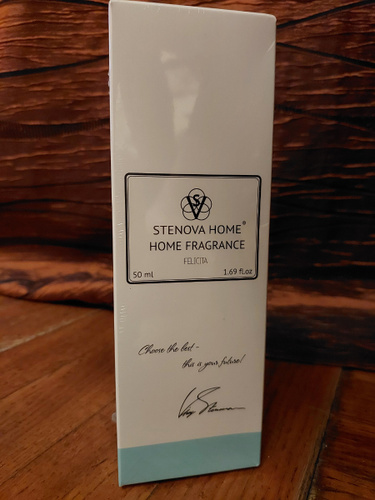 STENOVA HOME®
HOME FRAGRANCE
FELICITA
50 ml 1.69 fl.oz
Choose the best -
this is your future!